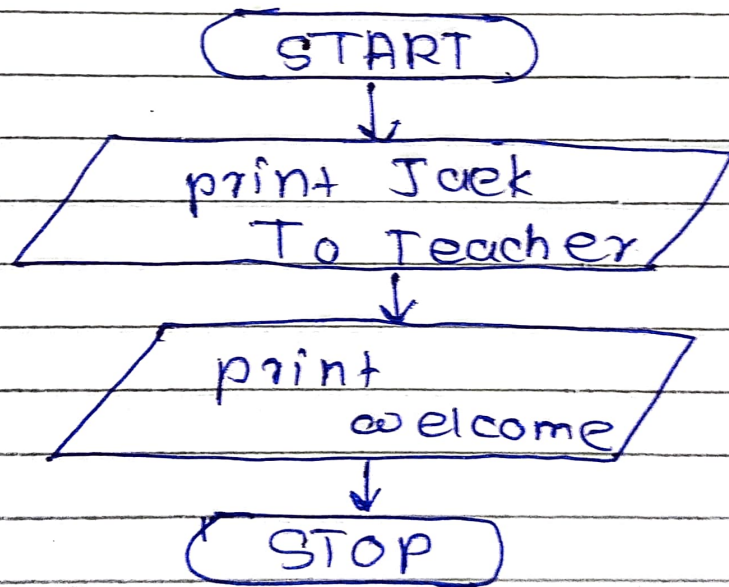 START
print Jack
To Teacher
print
welcome
STOP